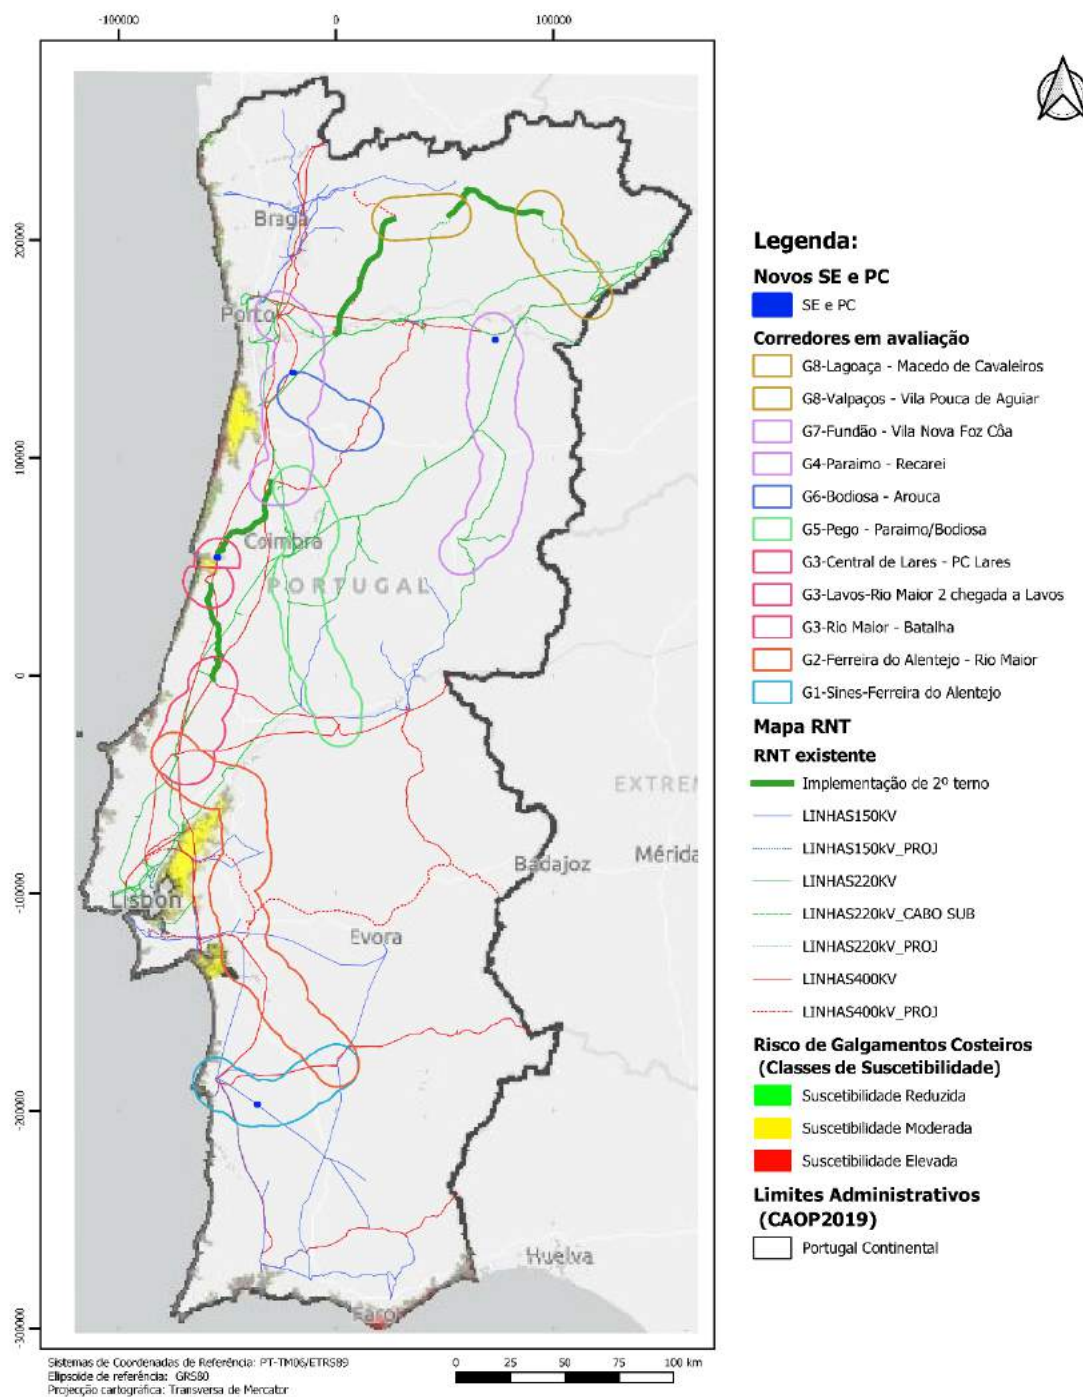 -100000
0
100000
200000
100000
0
-100000
-200000
-300000
Braga
Porto
Coimbra
PORTUGAL
EXTREM
Badajoz
Mérida
Lisbon
Evora
Huelva
Faro
Legenda:
Novos SE e PC
SE e PC
Corredores em avaliação
G8-Lagoaça - Macedo de Cavaleiros
G8-Valpaços - Vila Pouca de Aguiar
G7-Fundão - Vila Nova Foz Côa
G4-Paraimo - Recarei
G6-Bodiosa - Arouca
G5-Pego - Paraimo/Bodiosa
G3-Central de Lares - PC Lares
G3-Lavos-Rio Maior 2 chegada a Lavos
G3-Rio Maior - Batalha
G2-Ferreira do Alentejo - Rio Maior
G1-Sines-Ferreira do Alentejo
Mapa RNT
RNT existente
Implementação de 2º terno
LINHAS150KV
LINHAS150kV_PROJ
LINHAS220KV
LINHAS220kV_CABO SUB
LINHAS220kV_PROJ
LINHAS400KV
LINHAS400kV_PROJ
Risco de Galgamentos Costeiros
(Classes de Suscetibilidade)
Suscetibilidade Reduzida
Suscetibilidade Moderada
Suscetibilidade Elevada
Limites Administrativos
(CAOP2019)
Portugal Continental
Sistemas de Coordenadas de Referência: PT-TM06/ETRS89
Elipsoide de referência: GRS80
Projecção cartográfica: Transversa de Mercator
0 25 50 75 100 km